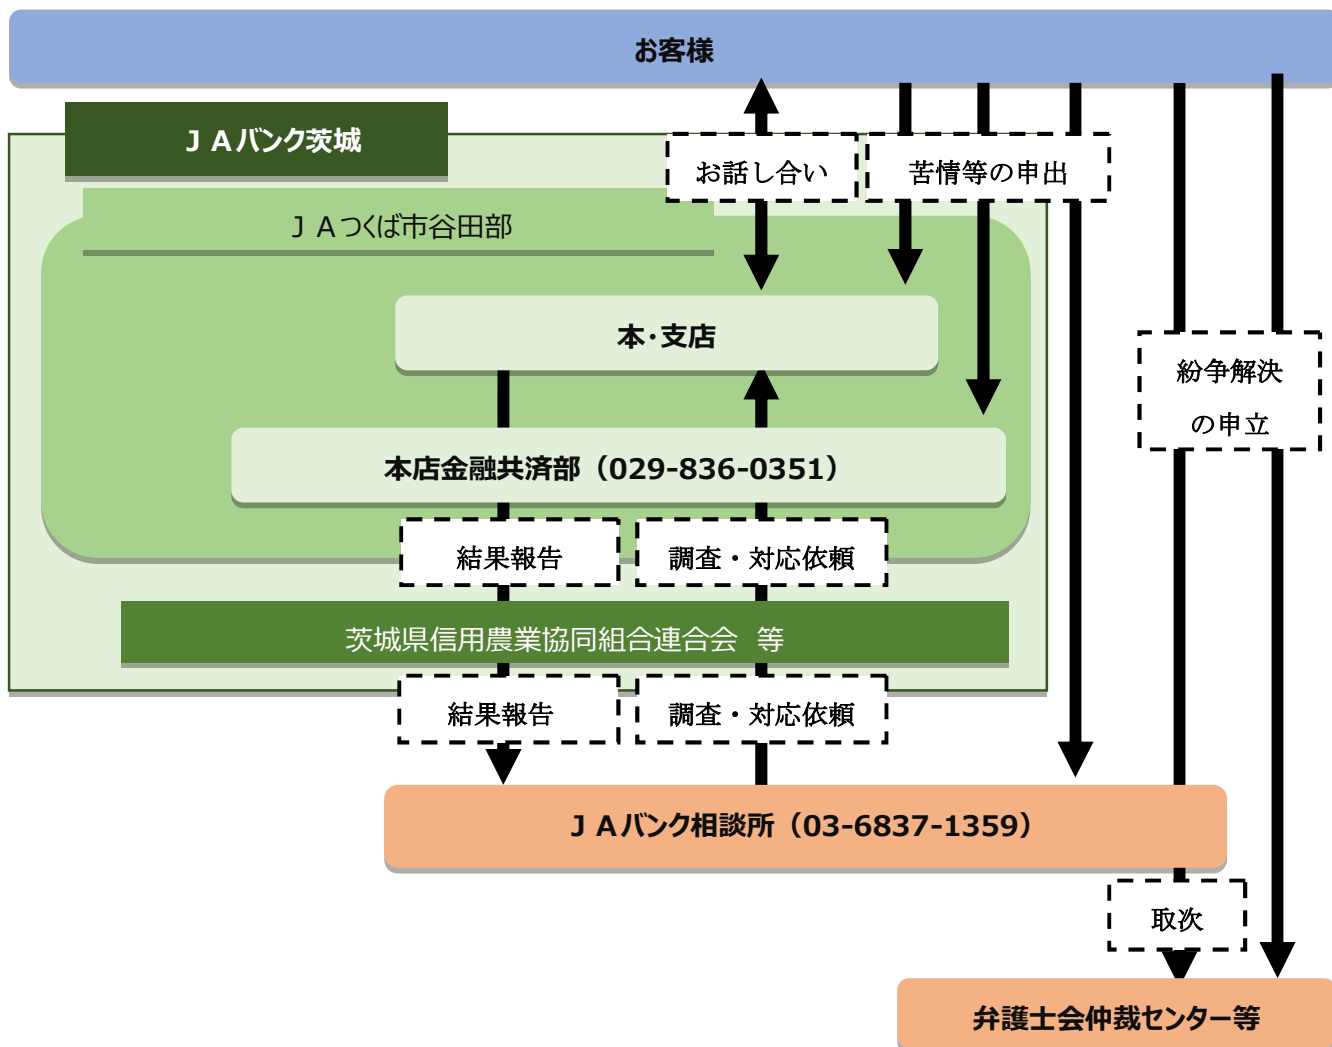 お客様
ＪＡバンク茨城
お話し合い
苦情等の申出
ＪＡつくば市谷田部
本・支店
紛争解決
の申立
本店金融共済部（029-836-0351）
結果報告
調査・対応依頼
茨城県信用農業協同組合連合会　等
結果報告
調査・対応依頼
ＪＡバンク相談所（03-6837-1359）
取次
弁護士会仲裁センター等